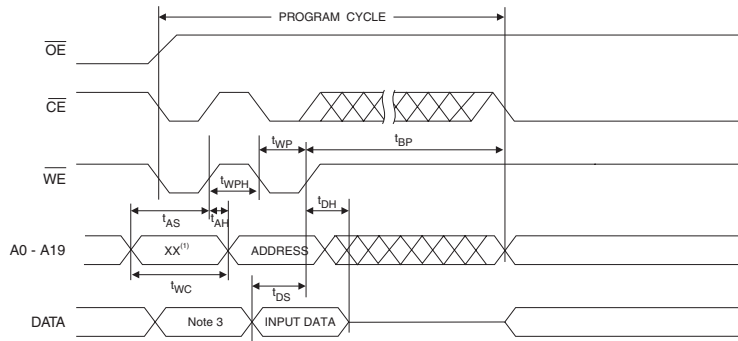 PROGRAM CYCLE
OE
CE
tWP
tBP
WE
tWPH
tDH
tAS
tAH
A0 - A19
XX(1)
ADDRESS
tWC
tDS
DATA
Note 3
INPUT DATA